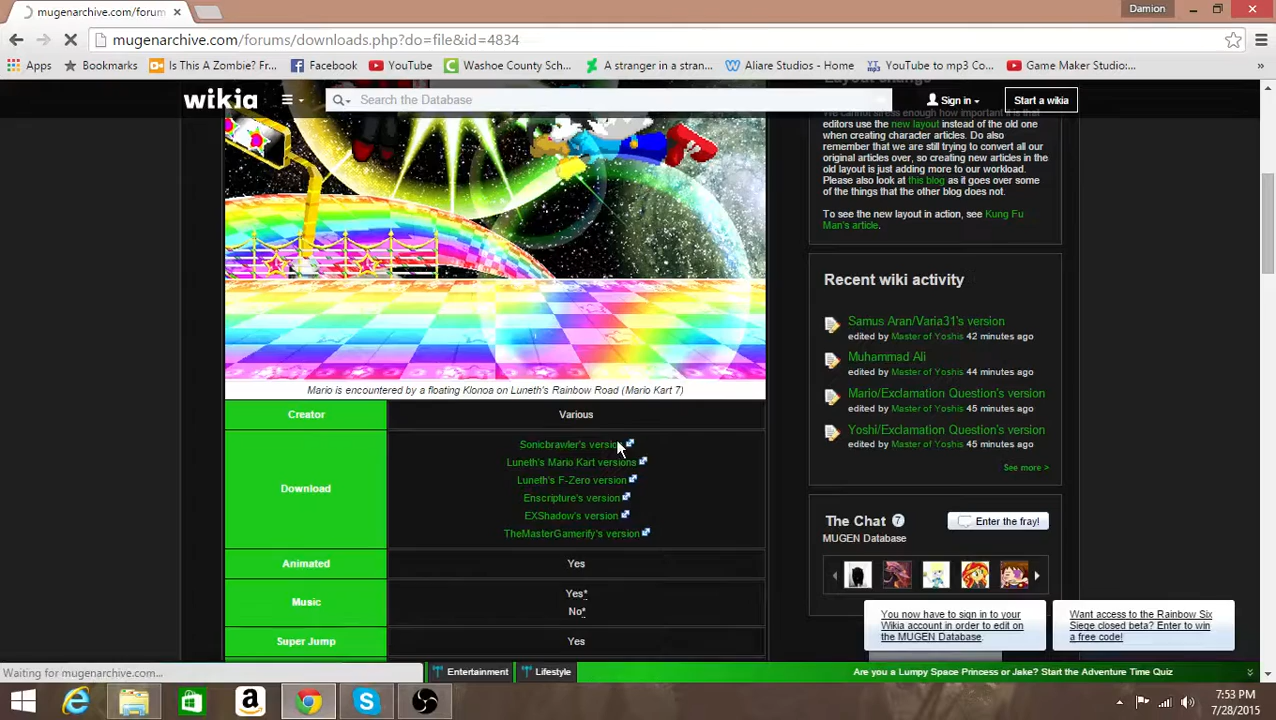 mugenarchive.com/forum ×
Damion
mugenarchive.com/forums/downloads.php?do=file&id=4834
Apps
Bookmarks
Is This A Zombie? Fr...
Facebook
YouTube
Washoe County Sch...
A stranger in a stran...
Aliare Studios - Home
YouTube to mp3 Co...
Game Maker Studio:...
»
wikia
Search the Database
Sign in
Start a wikia
We cannot stress enough how important it is that
editors use the new layout instead of the old one
when creating character articles. Do also
remember that we are still trying to convert all our
original articles over, so creating new articles in
the old layout is just adding more to our workload.
Please also look at this blog as it goes over some
of the things that the other blog does not.
To see the new layout in action, see Kung Fu
Man's article.
Mario is encountered by a floating Klonoa on Luneth's Rainbow Road (Mario Kart 7)
Creator
Various
Download
Sonicbrawler's version
Luneth's Mario Kart versions
Luneth's F-Zero version
Enscripture's version
EXShadow's version
TheMasterGamerify's version
Animated
Yes
Music
Yes*
No*
Super Jump
Yes
Recent wiki activity
Samus Aran/Varia31's version
edited by Master of Yoshis 42 minutes ago
Muhammad Ali
edited by Master of Yoshis 44 minutes ago
Mario/Exclamation Question's version
edited by Master of Yoshis 45 minutes ago
Yoshi/Exclamation Question's version
edited by Master of Yoshis 45 minutes ago
See more >
The Chat 7
MUGEN Database
Enter the fray!
You now have to sign in to your
Wikia account in order to edit on
the MUGEN Database.
Want access to the Rainbow Six
Siege closed beta? Enter to win
a free code!
Waiting for mugenarchive.com...
Entertainment
Lifestyle
Are you a Lumpy Space Princess or Jake? Start the Adventure Time Quiz
7:53 PM
7/28/2015